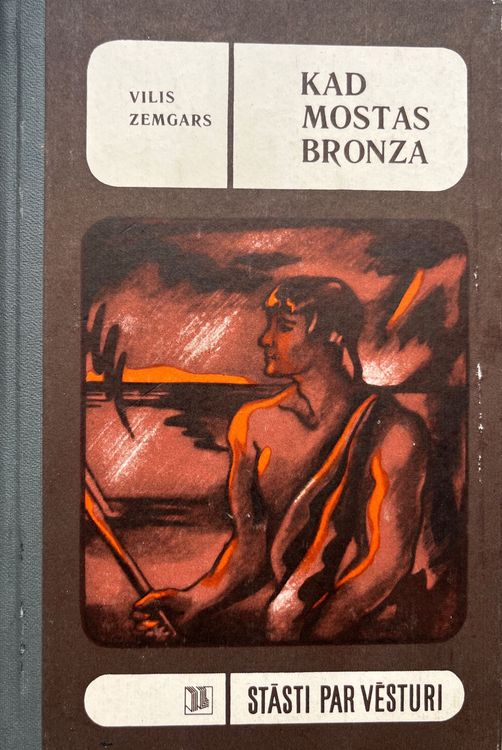 VILIS
ZEMGARS
KAD
MOSTAS
BRONZA
STĀSTI PAR VĒSTURI